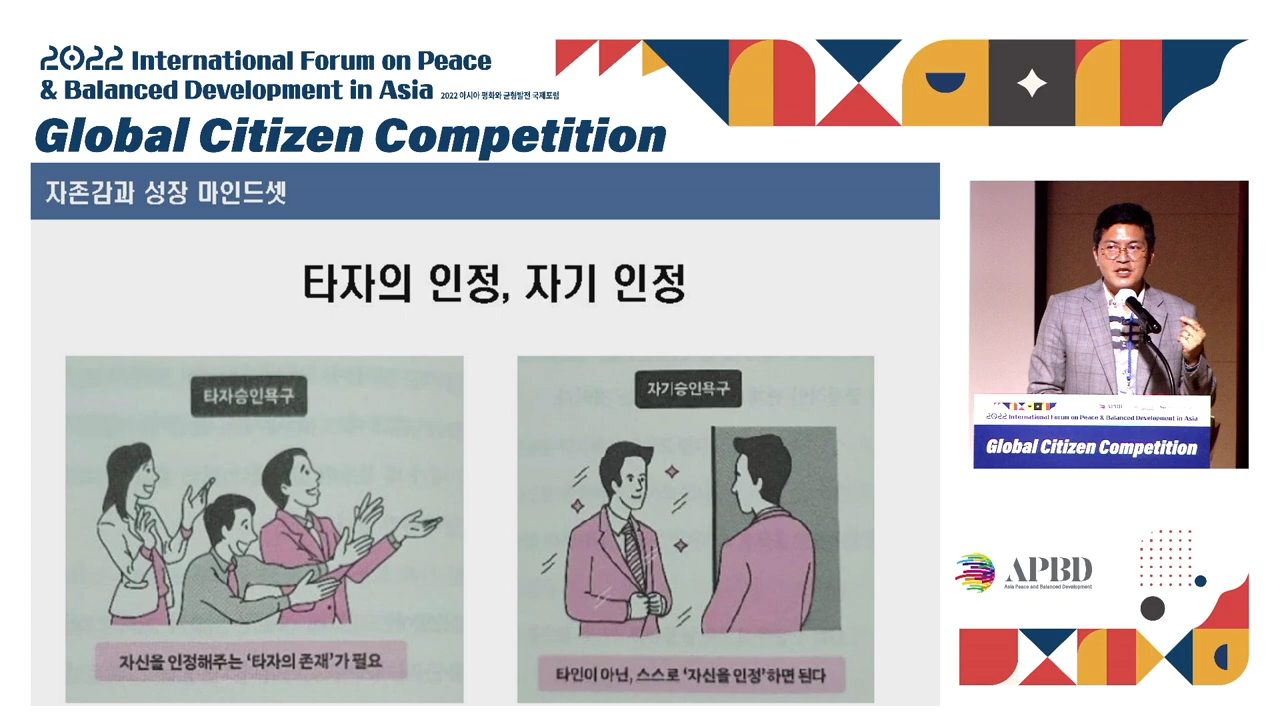 2022 International Forum on Peace
& Balanced Development in Asia 2022 아시아 평화와 균형발전 국제포럼
Global Citizen Competition
자존감과 성장 마인드셋
타자의 인정, 자기 인정
타자승인욕구
자기승인욕구
자신을 인정해주는 ‘타자의 존재’가 필요
타인이 아닌, 스스로 ‘자신을 인정’하면 된다
2022 International Forum on Peace & Balanced Development in Asia
Global Citizen Competition
APBD
Asia Peace and Balanced Development